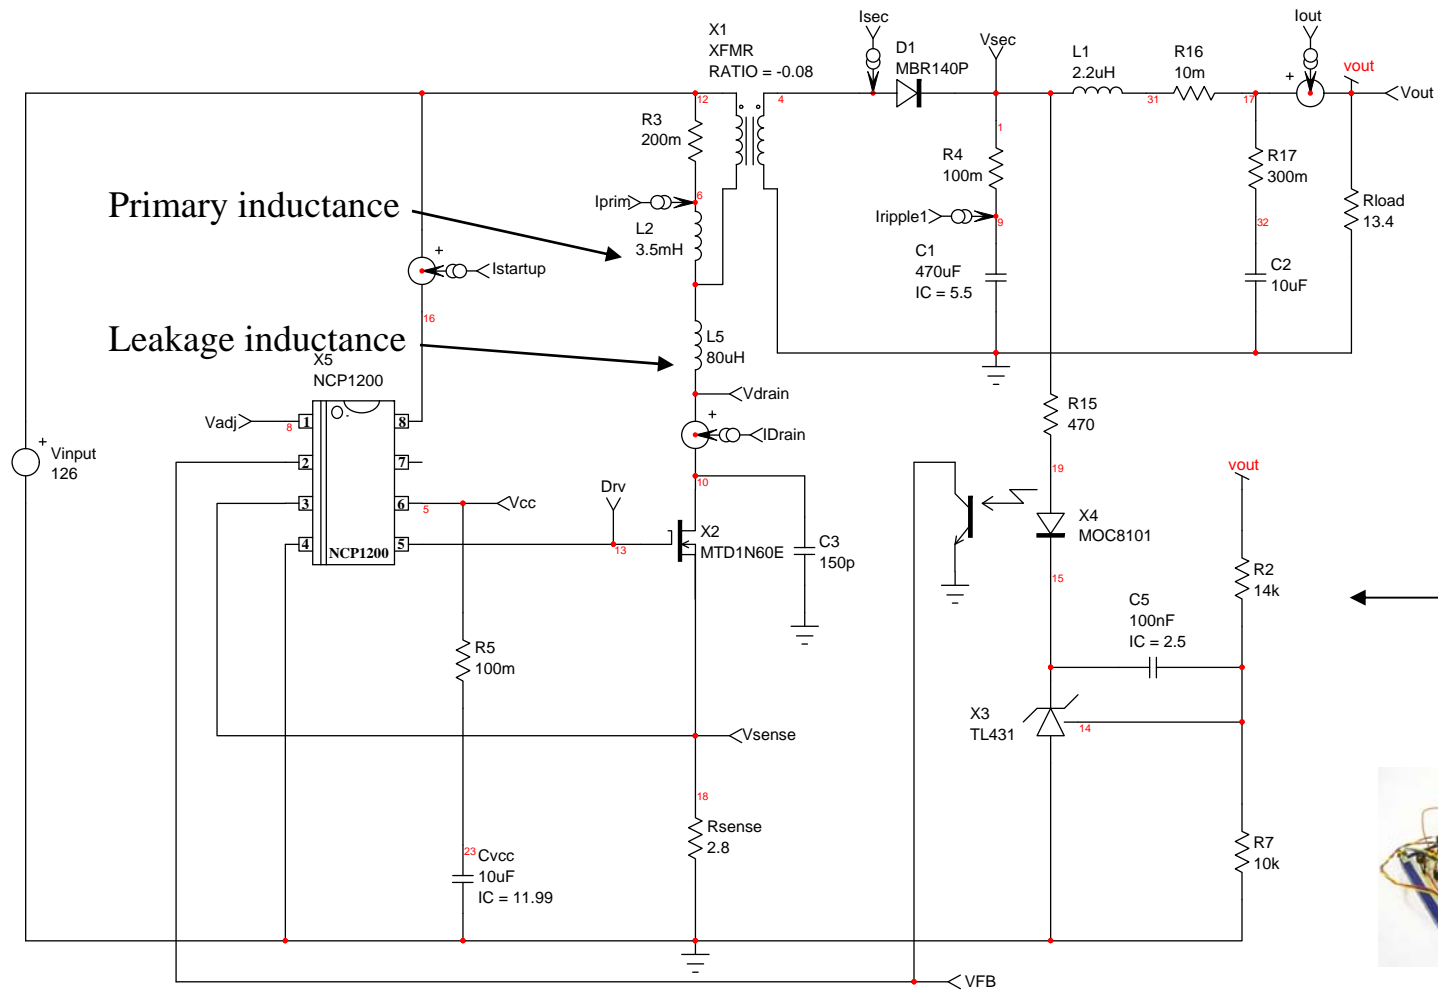 Isec
Iout
X1
XFMR
RATIO = -0.08
D1
MBR140P
Vsec
L1
2.2uH
R16
10m
+
vout
Vout
12
4
31
17
R3
200m
1
R4
100m
R17
300m
Primary inductance
Iprim
6
Iripple1
9
32
Rload
13.4
L2
3.5mH
C1
470uF
IC = 5.5
C2
10uF
+
Istartup
16
Leakage inductance
L5
80uH
X5
NCP1200
Vdrain
R15
470
Vadj
8
1
8
+
IDrain
+
Vinput
126
2
7
19
vout
10
Drv
3
6
5
Vcc
X2
MTD1N60E
X4
MOC8101
4
5
NCP1200
13
C3
150p
15
R2
14k
C5
100nF
IC = 2.5
R5
100m
X3
TL431
14
Vsense
18
Rsense
2.8
R7
10k
23
Cvcc
10uF
IC = 11.99
VFB